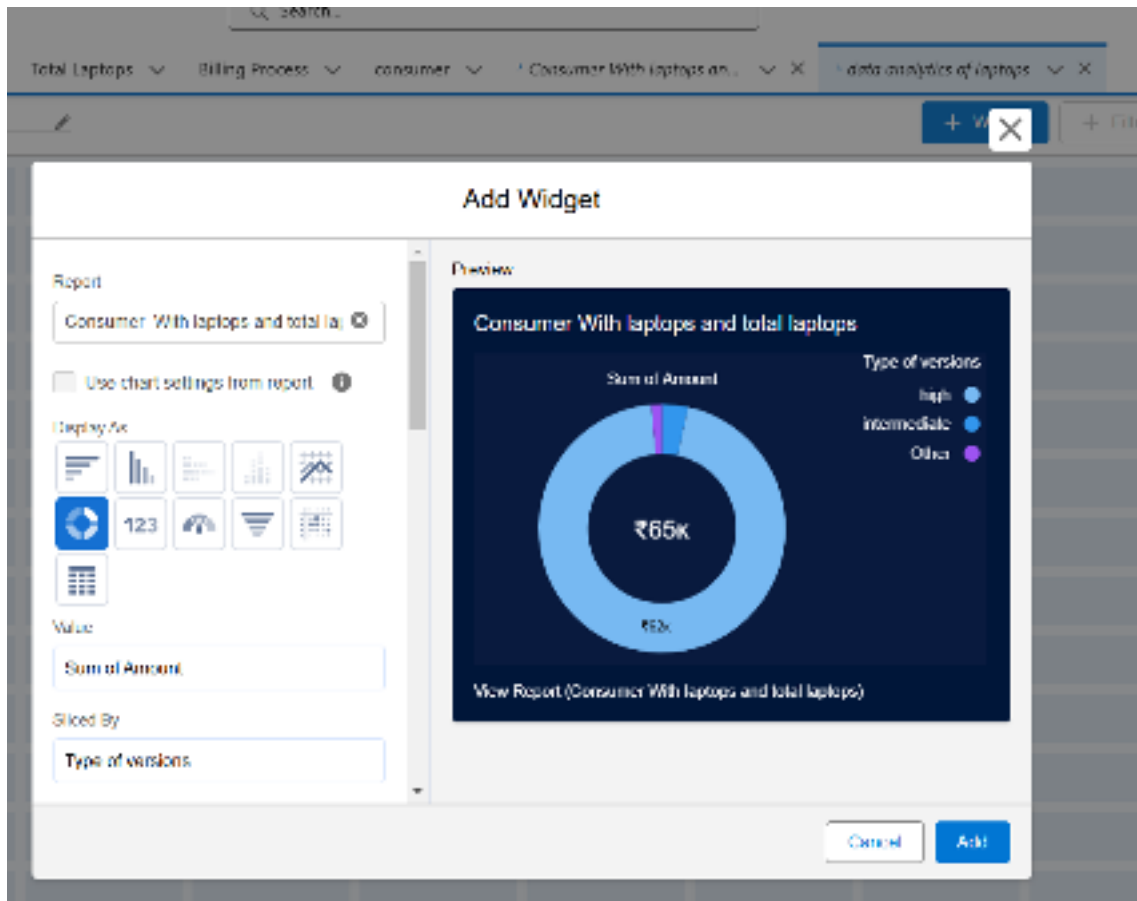 Search...
Total Laptops
Billing Process
consumer
* Consumer With laptops an...
* data analytics of laptops
+ W
+ Filt
Add Widget
Report
Consumer With laptops and total la
Use chart settings from report
Display As
123
Value
Sum of Amount
Sliced By
Type of versions
Preview
Consumer With laptops and total laptops
Sum of Amount
Type of versions
high
intermediate
Other
₹65K
₹62K
View Report (Consumer With laptops and total laptops)
Cancel
Add